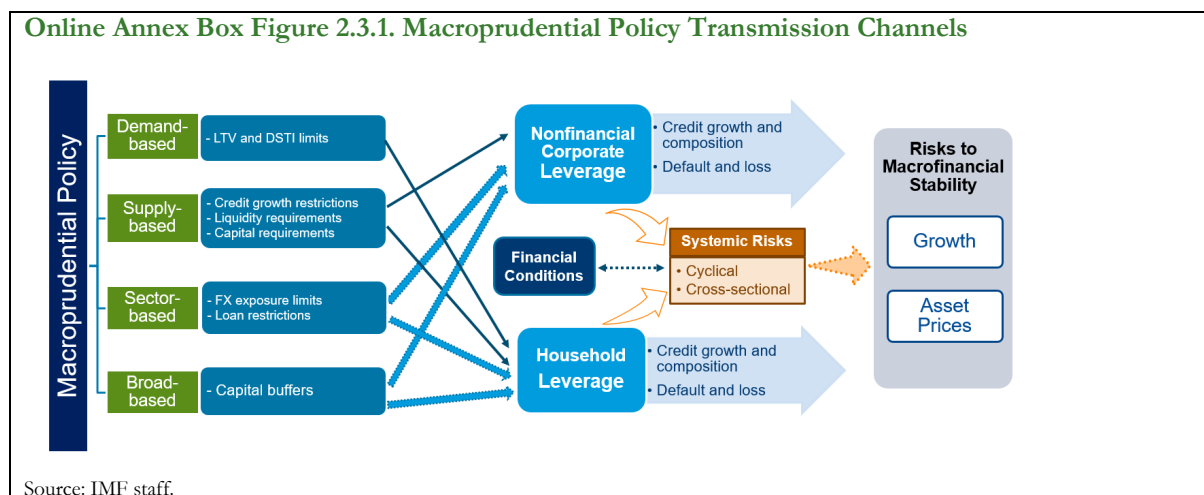 Online Annex Box Figure 2.3.1. Macroprudential Policy Transmission Channels
Macroprudential Policy
Demand-
based
- LTV and DSTI limits
Supply-
based
- Credit growth restrictions
- Liquidity requirements
- Capital requirements
Sector-
based
- FX exposure limits
- Loan restrictions
Broad-
based
- Capital buffers
Nonfinancial
Corporate
Leverage
• Credit growth and
composition
• Default and loss
Financial
Conditions
Systemic Risks
• Cyclical
• Cross-sectional
Household
Leverage
• Credit growth and
composition
• Default and loss
Risks to
Macrofinancial
Stability
Growth
Asset
Prices
Source: IMF staff.